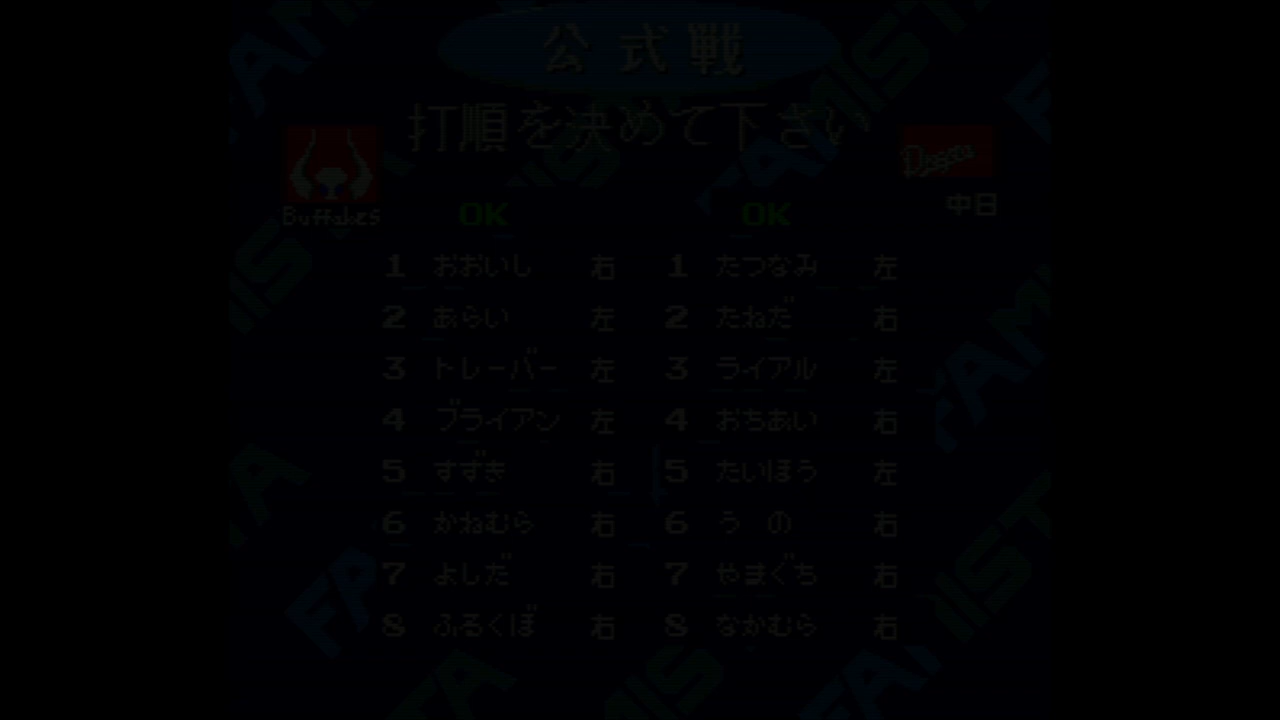 公式戦
打順を決めて下さい
Buffaloes
Dragons
中日
OK OK
1 おおいし 右 1 たつなみ 左
2 あらい 左 2 たねだ 右
3 トレーバー 左 3 ライアル 左
4 ブライアン 左 4 おちあい 右
5 すずき 右 5 たいほう 左
6 かねむら 右 6 うの 右
7 よしだ 右 7 やまぐち 右
8 ふるくぼ 右 8 なかむら 右